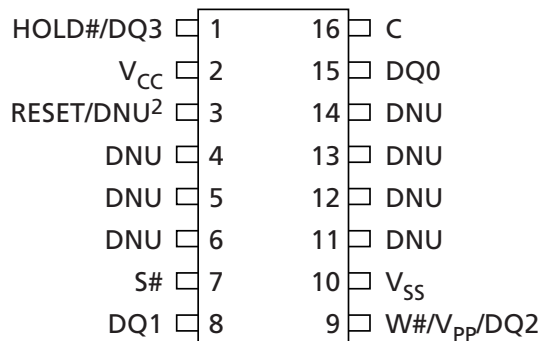 HOLD#/DQ3 1 16 C
VCC 2 15 DQ0
RESET/DNU² 3 14 DNU
DNU 4 13 DNU
DNU 5 12 DNU
DNU 6 11 DNU
S# 7 10 VSS
DQ1 8 9 W#/VPP/DQ2